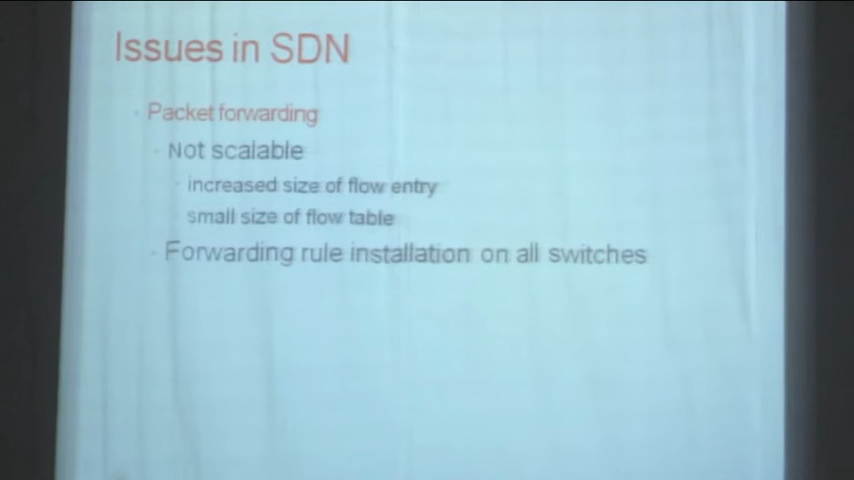 Issues in SDN
Packet forwarding
Not scalable
increased size of flow entry
small size of flow table
Forwarding rule installation on all switches